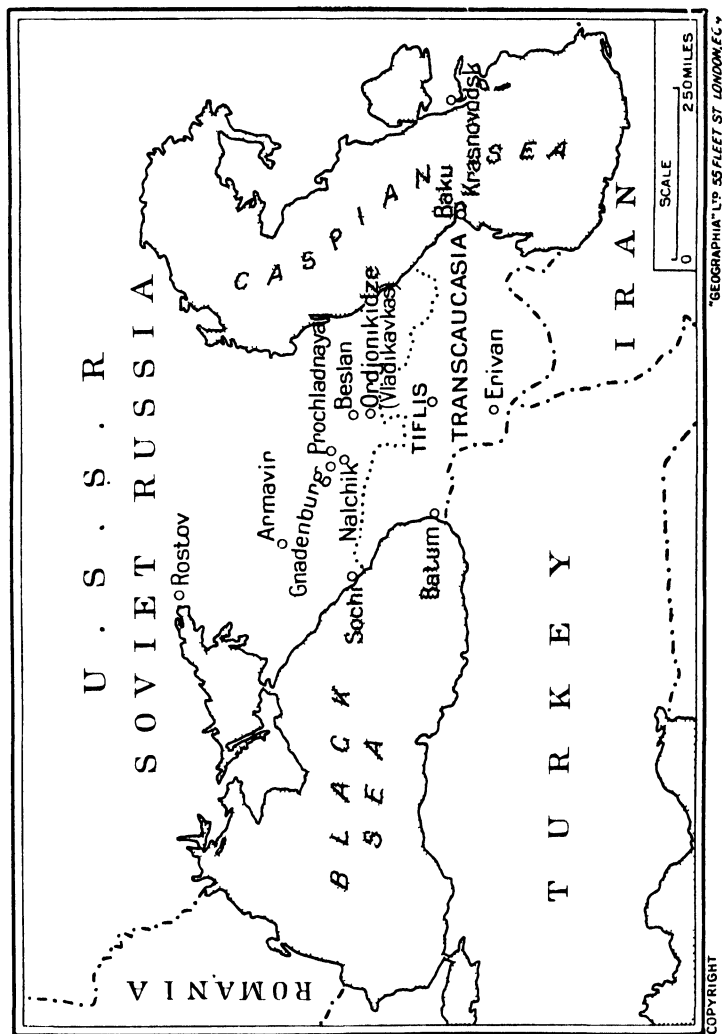 U. S. S. R
SOVIET RUSSIA
ROMANIA
Rostov
Armavir
Gnadenburg
Prochladnaya
Nalchik
Beslan
Ordjonikidze
(Vladikavkas)
Sochi
BLACK
SEA
CASPIAN
SEA
TIFLIS
Batum
TRANSCAUCASIA
Baku
Krasnovodsk
Erivan
TURKEY
IRAN
SCALE
0 250 MILES
COPYRIGHT
"GEOGRAPHIA" LTD 55 FLEET ST LONDON E.C.4